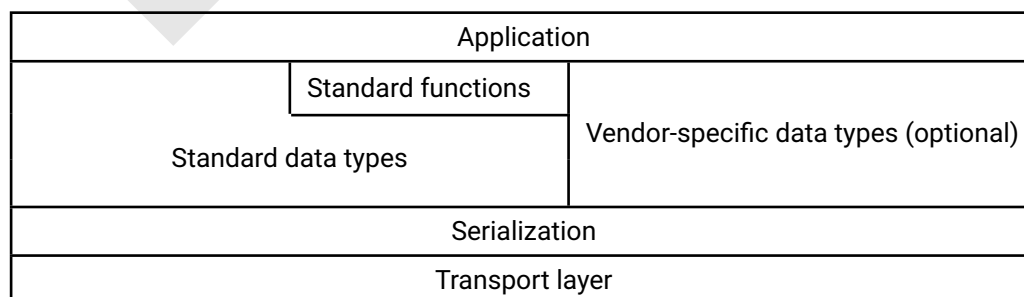 Application
Standard functions
Vendor-specific data types (optional)
Standard data types
Serialization
Transport layer